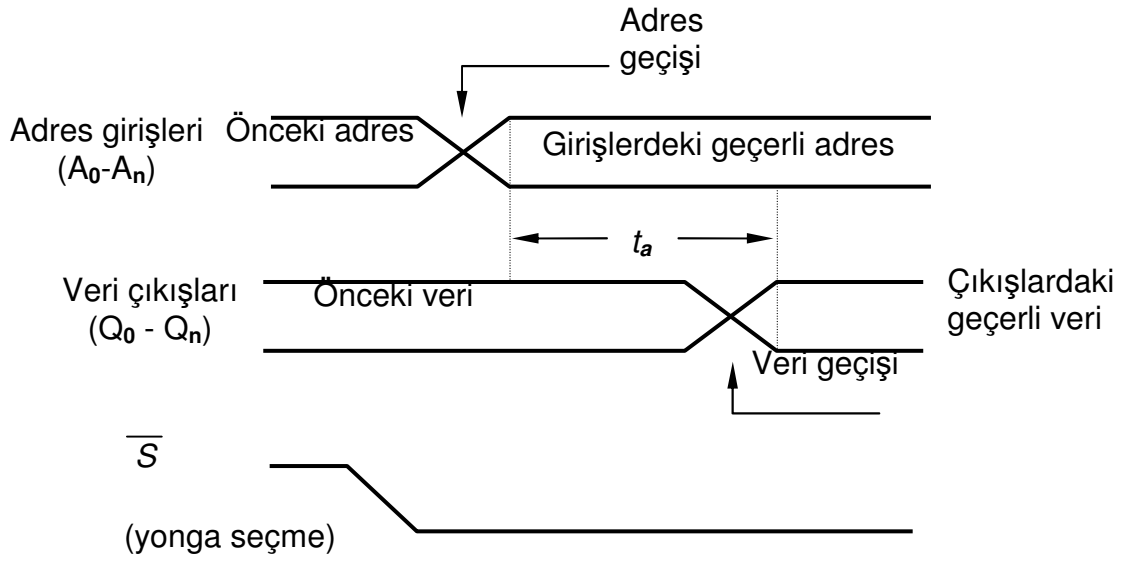 Adres
geçişi
Adres girişleri
(A0-An)
Önceki adres
Girişlerdeki geçerli adres
ta
Veri çıkışları
(Q0 - Qn)
Önceki veri
Çıkışlardaki
geçerli veri
Veri geçişi
S̅
(yonga seçme)